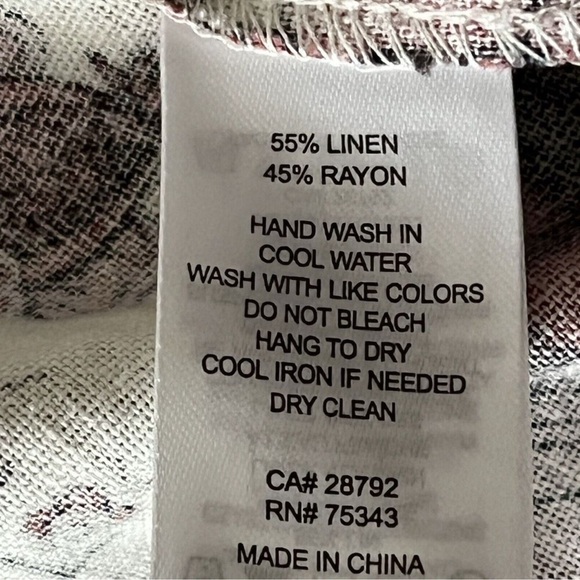 55% LINEN
45% RAYON
HAND WASH IN
COOL WATER
WASH WITH LIKE COLORS
DO NOT BLEACH
HANG TO DRY
COOL IRON IF NEEDED
DRY CLEAN
CA# 28792
RN# 75343
MADE IN CHINA